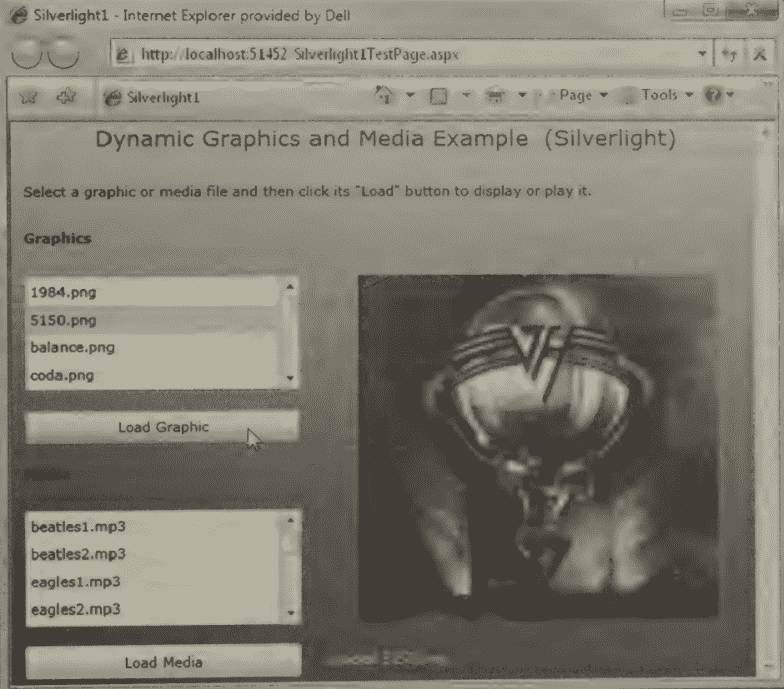 Silverlight1 - Internet Explorer provided by Dell
http://localhost:51452 Silverlight1TestPage.aspx
Silverlight1
Page
Tools
Dynamic Graphics and Media Example (Silverlight)
Select a graphic or media file and then click its "Load" button to display or play it.
Graphics
1984.png
5150.png
balance.png
coda.png
Load Graphic
VH
beatles1.mp3
beatles2.mp3
eagles1.mp3
eagles2.mp3
Load Media